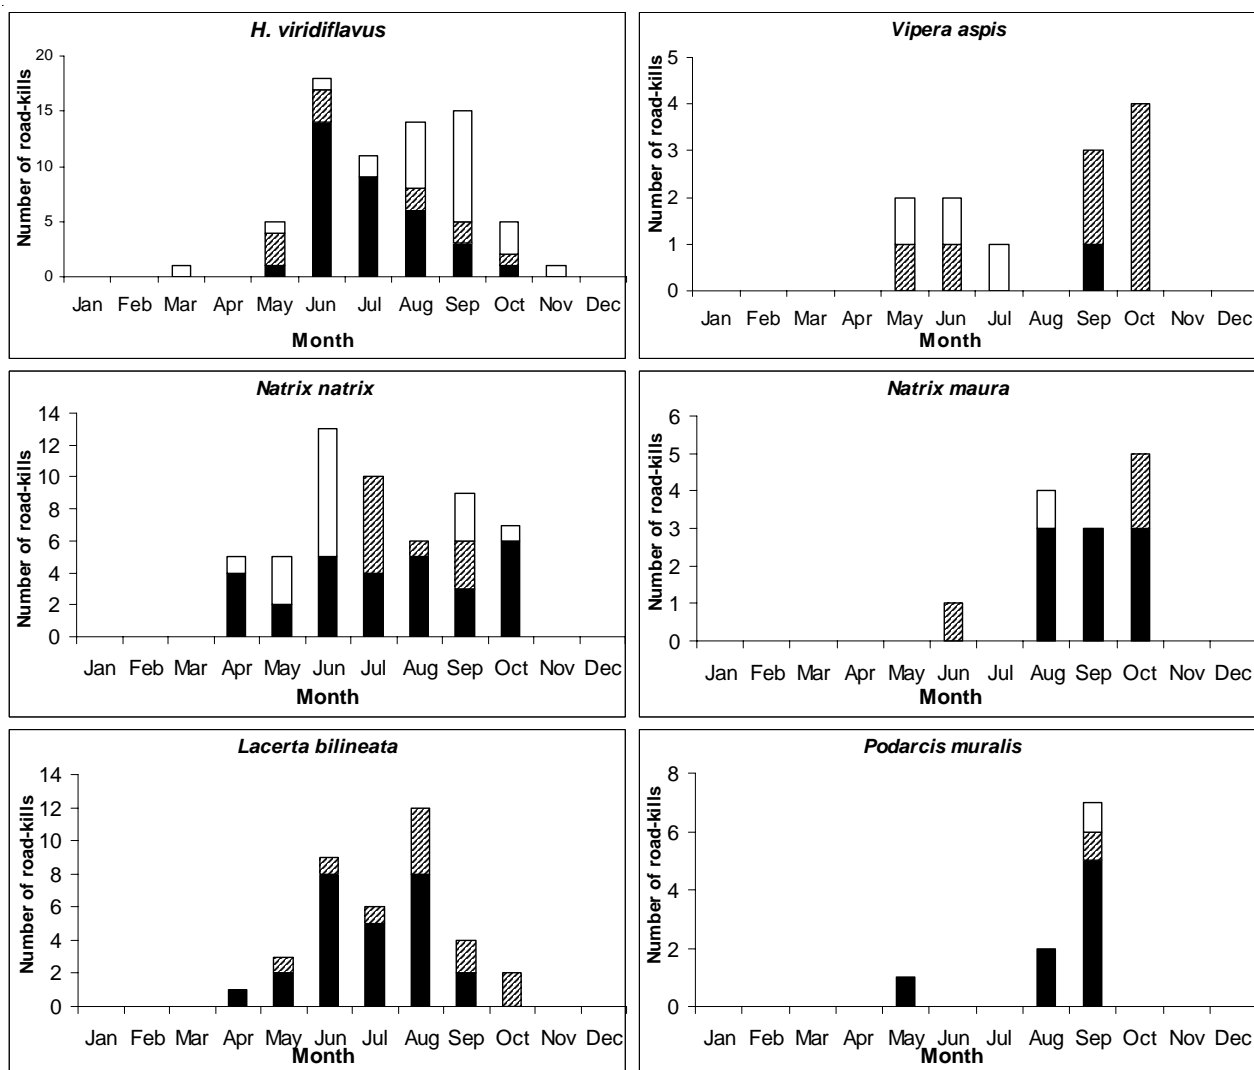 H. viridiflavus
Number of road-kills
20
15
10
5
0
Jan Feb Mar Apr May Jun Jul Aug Sep Oct Nov Dec
Month
Vipera aspis
Number of road-kills
5
4
3
2
1
0
Jan Feb Mar Apr May Jun Jul Aug Sep Oct Nov Dec
Month
Natrix natrix
Number of road-kills
14
12
10
8
6
4
2
0
Jan Feb Mar Apr May Jun Jul Aug Sep Oct Nov Dec
Month
Natrix maura
Number of road-kills
6
5
4
3
2
1
0
Jan Feb Mar Apr May Jun Jul Aug Sep Oct Nov Dec
Month
Lacerta bilineata
Number of road-kills
14
12
10
8
6
4
2
0
Jan Feb Mar Apr May Jun Jul Aug Sep Oct Nov Dec
Month
Podarcis muralis
Number of road-kills
8
6
4
2
0
Jan Feb Mar Apr May Jun Jul Aug Sep Oct Nov Dec
Month